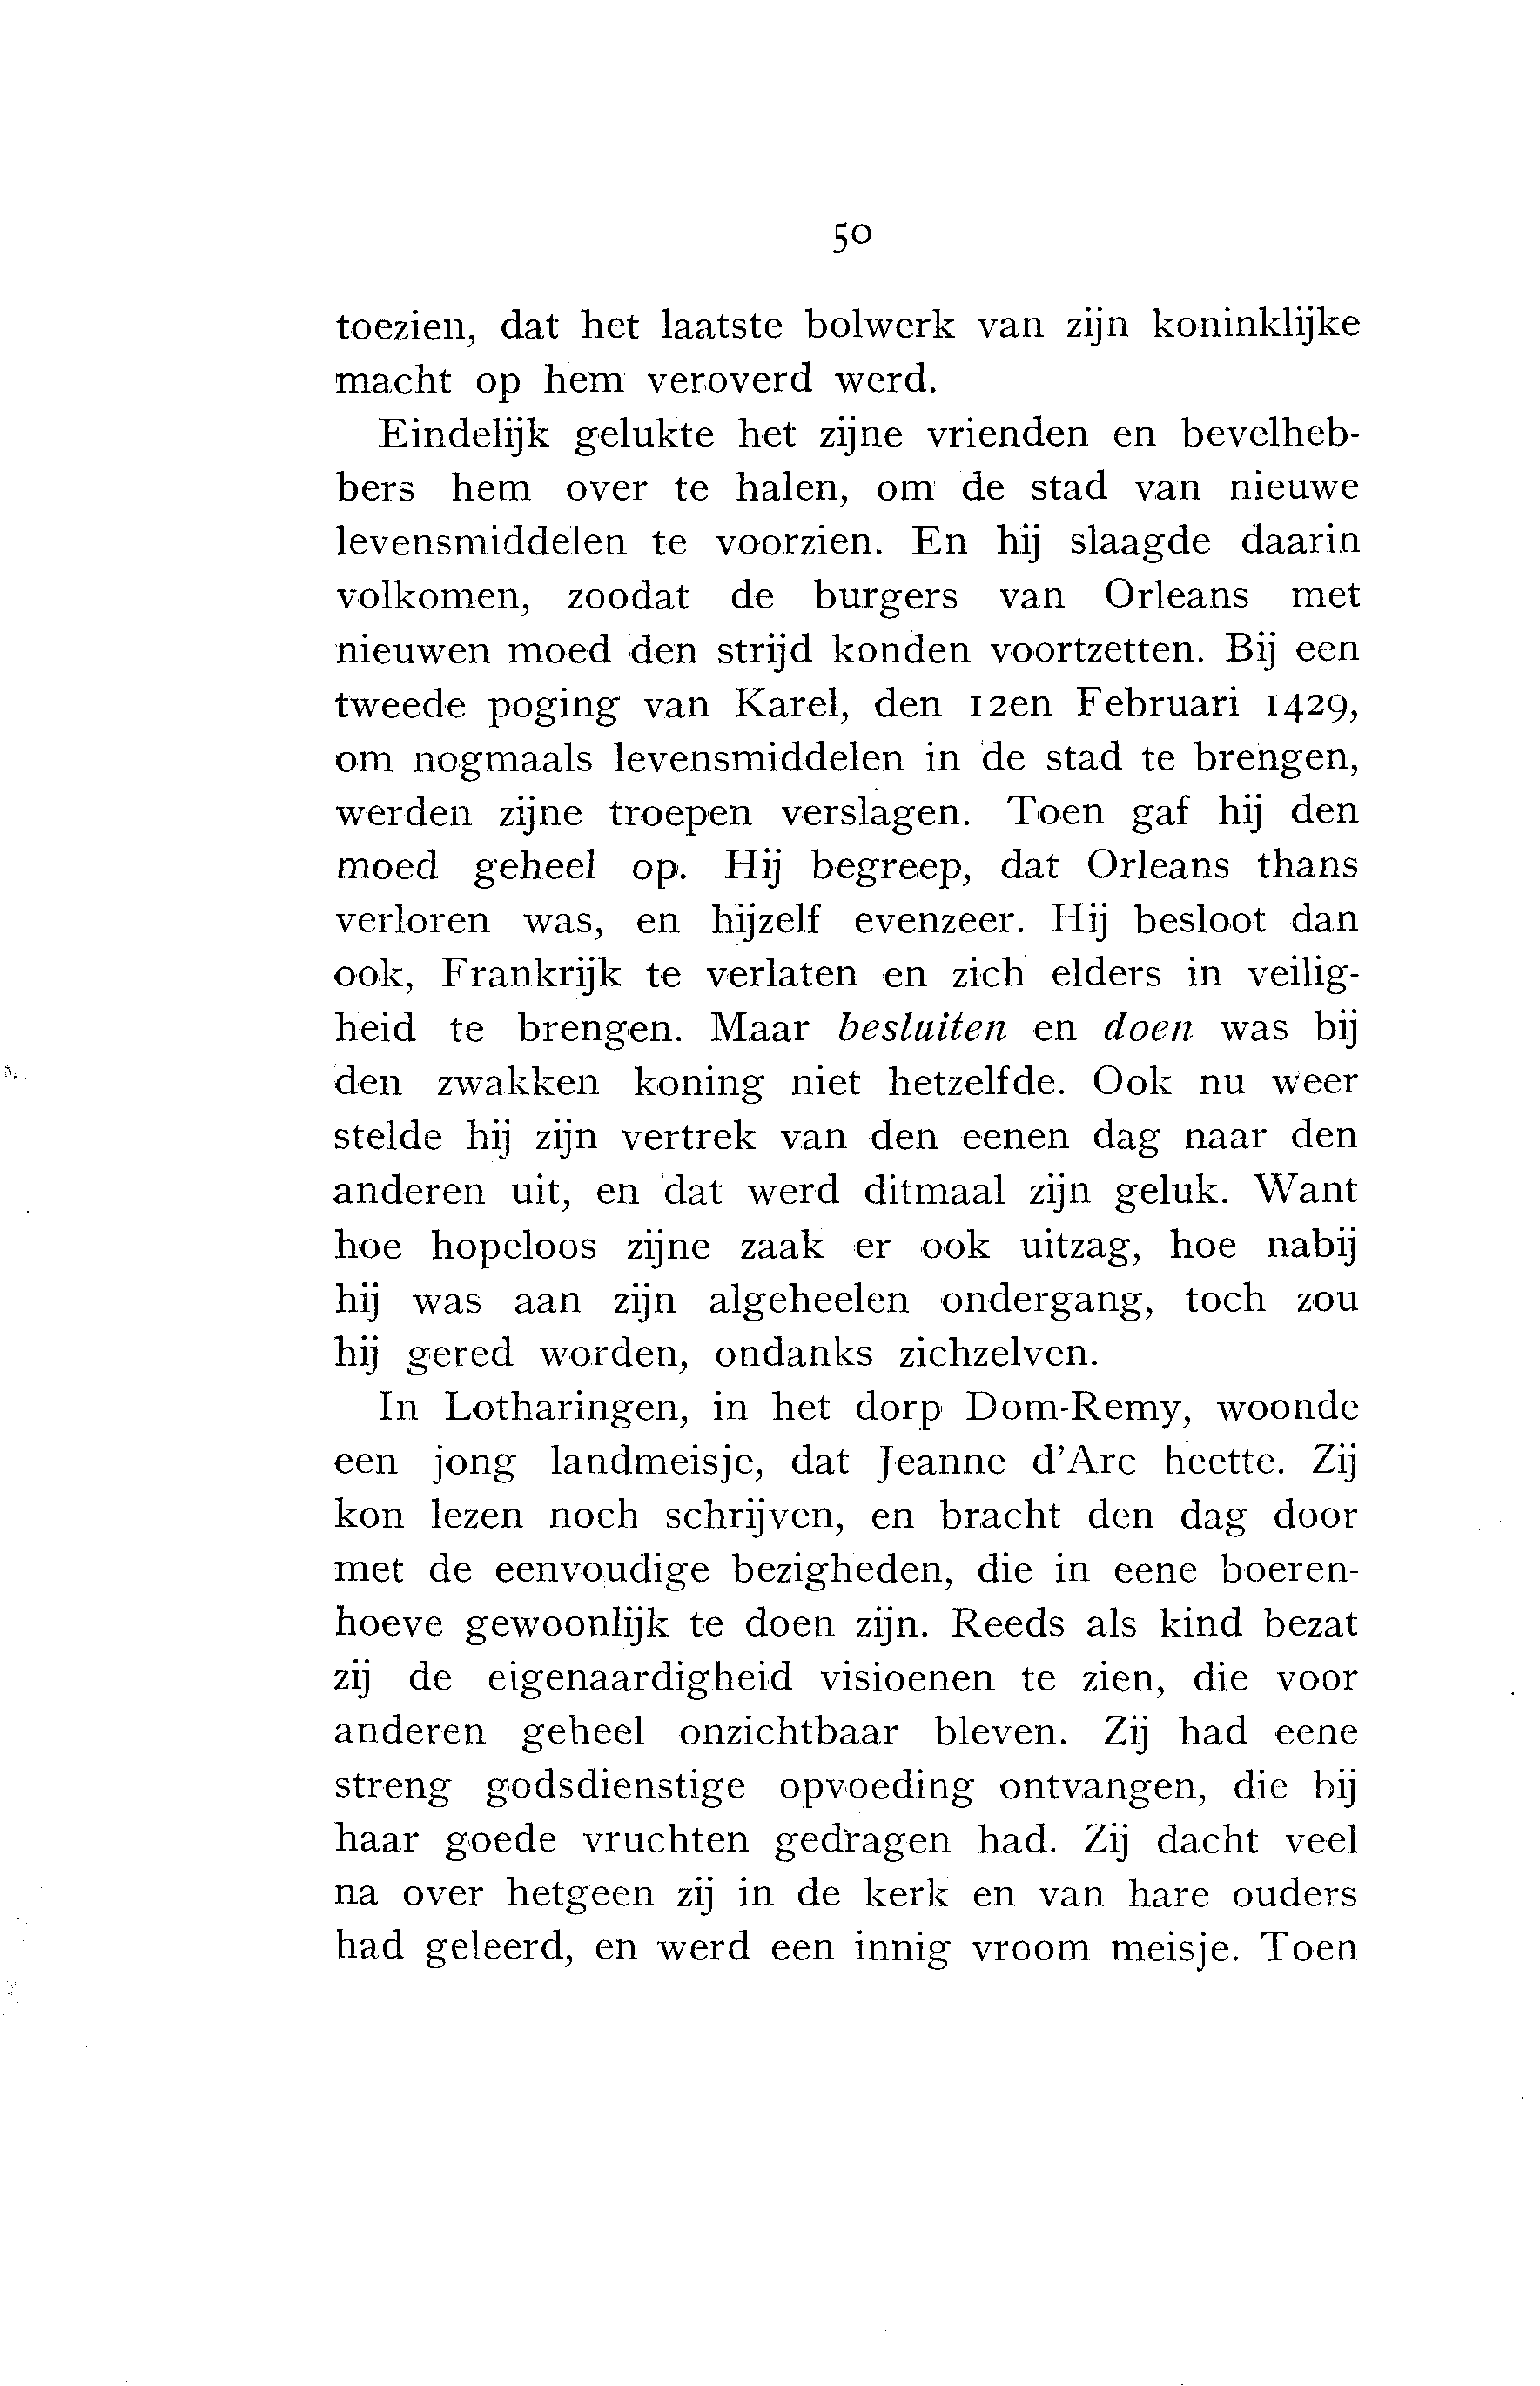 50
toezien, dat het laatste bolwerk van zijn koninklijke
macht op hem veroverd werd.
Eindelijk gelukte het zijne vrienden en bevelheb-
bers hem over te halen, om de stad van nieuwe
levensmiddelen te voorzien. En hij slaagde daarin
volkomen, zoodat de burgers van Orleans met
nieuwen moed den strijd konden voortzetten. Bij een
tweede poging van Karel, den 12en Februari 1429,
om nogmaals levensmiddelen in de stad te brengen,
werden zijne troepen verslagen. Toen gaf hij den
moed geheel op. Hij begreep, dat Orleans thans
verloren was, en hijzelf evenzeer. Hij besloot dan
ook, Frankrijk te verlaten en zich elders in veilig-
heid te brengen. Maar besluiten en doen was bij
den zwakken koning niet hetzelfde. Ook nu weer
stelde hij zijn vertrek van den eenen dag naar den
anderen uit, en dat werd ditmaal zijn geluk. Want
hoe hopeloos zijne zaak er ook uitzag, hoe nabij
hij was aan zijn algeheelen ondergang, toch zou
hij gered worden, ondanks zichzelven.
In Lotharingen, in het dorp Dom-Remy, woonde
een jong landmeisje, dat Jeanne d'Arc heette. Zij
kon lezen noch schrijven, en bracht den dag door
met de eenvoudige bezigheden, die in eene boeren-
hoeve gewoonlijk te doen zijn. Reeds als kind bezat
zij de eigenaardigheid visioenen te zien, die voor
anderen geheel onzichtbaar bleven. Zij had eene
streng godsdienstige opvoeding ontvangen, die bij
haar goede vruchten gedragen had. Zij dacht veel
na over hetgeen zij in de kerk en van hare ouders
had geleerd, en werd een innig vroom meisje. Toen